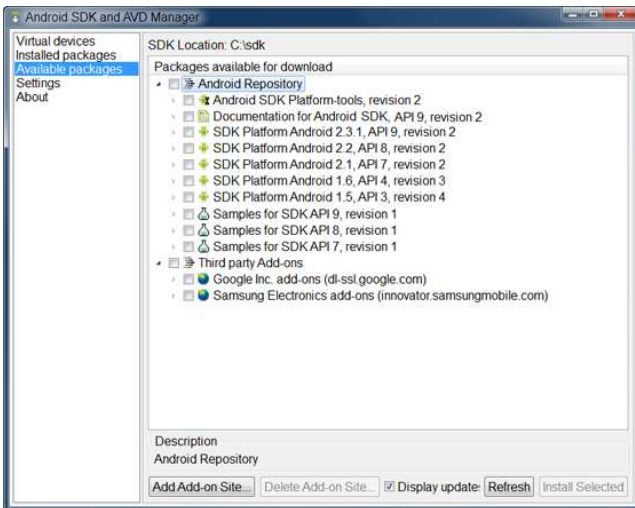 Android SDK and AVD Manager
Virtual devices
Installed packages
Available packages
Settings
About
SDK Location: C:\sdk
Packages available for download
Android Repository
Android SDK Platform-tools, revision 2
Documentation for Android SDK, API 9, revision 2
SDK Platform Android 2.3.1, API 9, revision 2
SDK Platform Android 2.2, API 8, revision 2
SDK Platform Android 2.1, API 7, revision 2
SDK Platform Android 1.6, API 4, revision 3
SDK Platform Android 1.5, API 3, revision 4
Samples for SDK API 9, revision 1
Samples for SDK API 8, revision 1
Samples for SDK API 7, revision 1
Third party Add-ons
Google Inc. add-ons (dl-ssl.google.com)
Samsung Electronics add-ons (innovator.samsungmobile.com)
Description
Android Repository
Add Add-on Site... Delete Add-on Site... Display update: Refresh Install Selected